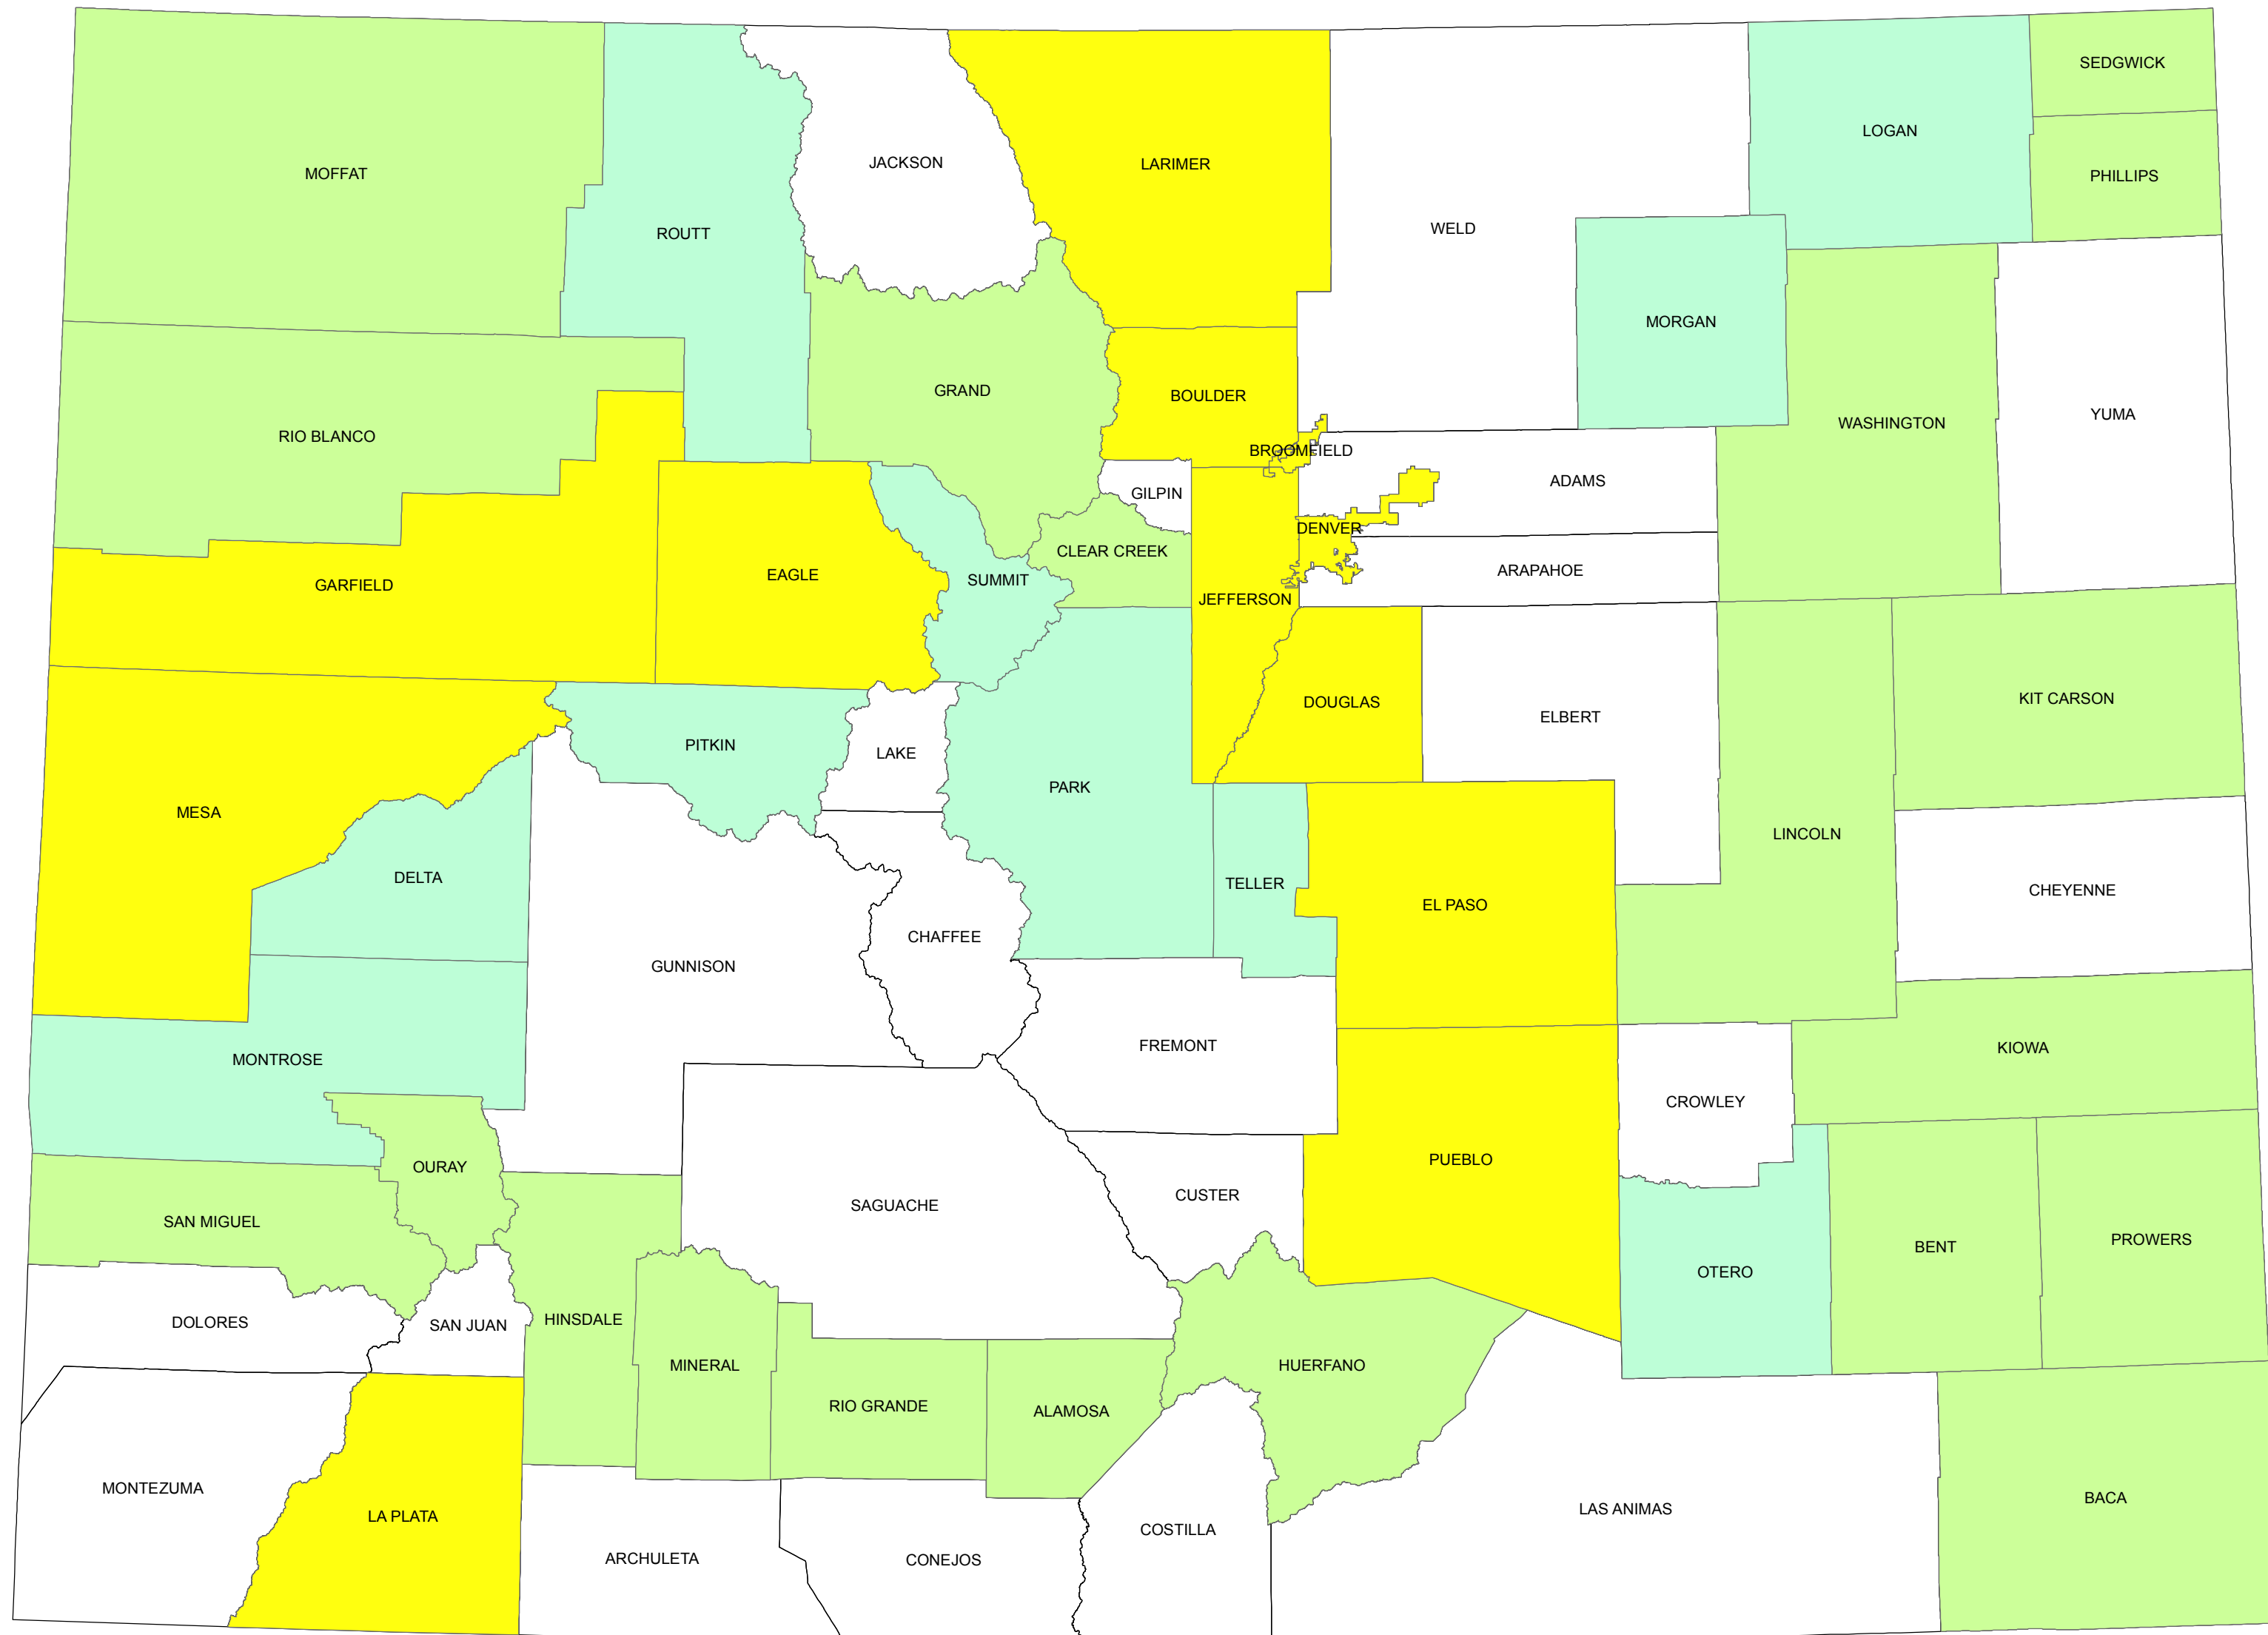 SEDGWICK
LOGAN
JACKSON
LARIMER
MOFFAT
PHILLIPS
WELD
ROUTT
MORGAN
GRAND
BOULDER
YUMA
WASHINGTON
RIO BLANCO
BROOMFIELD
ADAMS
GILPIN
DENVER
CLEAR CREEK
ARAPAHOE
EAGLE
SUMMIT
GARFIELD
JEFFERSON
KIT CARSON
DOUGLAS
ELBERT
PITKIN
LAKE
PARK
MESA
LINCOLN
DELTA
TELLER
CHEYENNE
EL PASO
CHAFFEE
GUNNISON
FREMONT
KIOWA
MONTROSE
CROWLEY
PUEBLO
OURAY
CUSTER
SAGUACHE
SAN MIGUEL
PROWERS
BENT
OTERO
HINSDALE
DOLORES
SAN JUAN
MINERAL
HUERFANO
RIO GRANDE
ALAMOSA
MONTEZUMA
BACA
LAS ANIMAS
LA PLATA
COSTILLA
ARCHULETA
CONEJOS